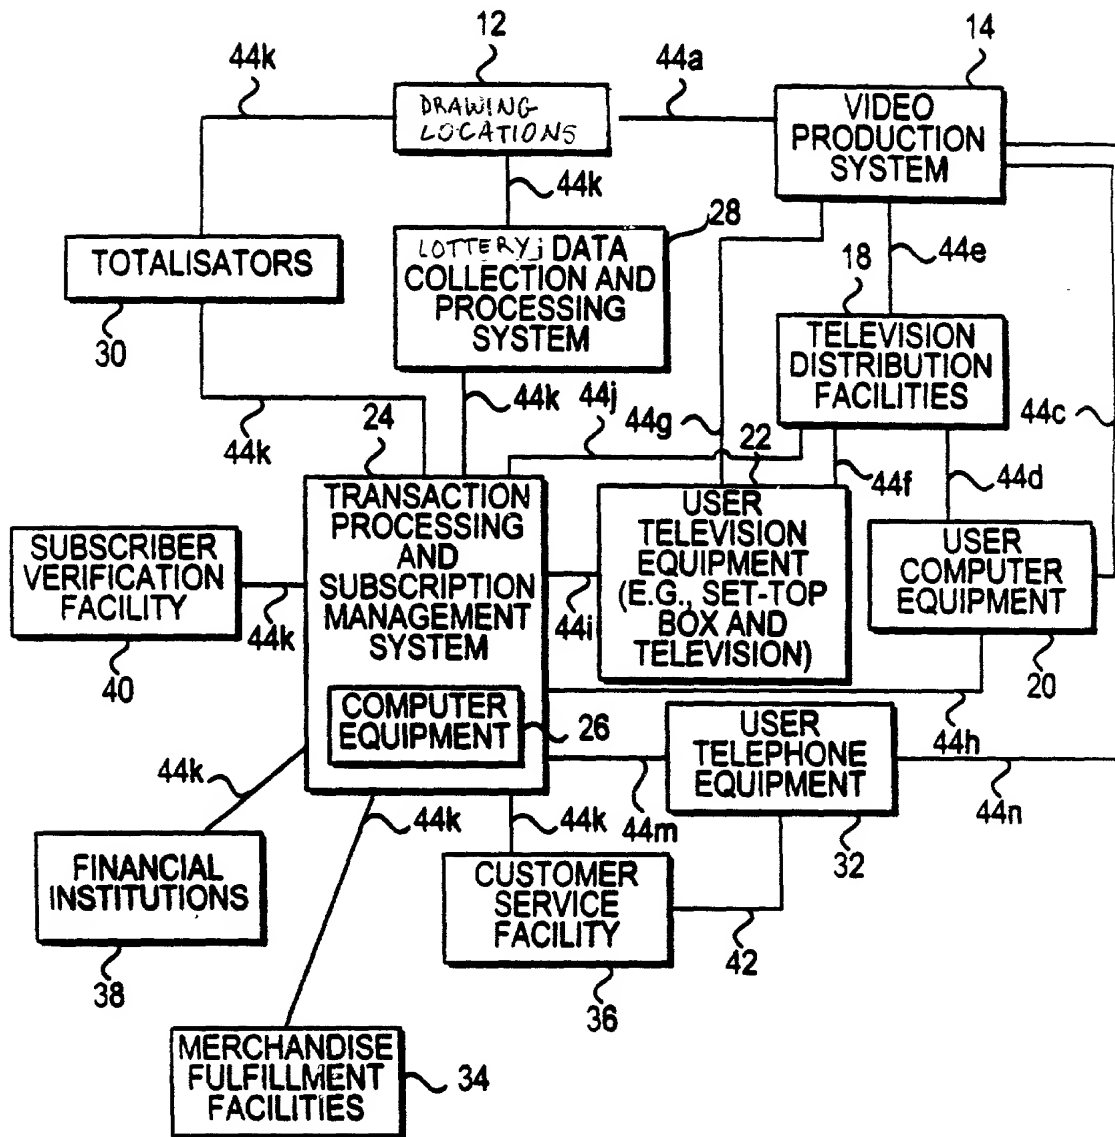 12
14
44k
44a
DRAWING
LOCATIONS
VIDEO
PRODUCTION
SYSTEM
44k
28
TOTALISATORS
LOTTERY; DATA
COLLECTION AND
PROCESSING
SYSTEM
18
44e
30
TELEVISION
DISTRIBUTION
FACILITIES
44k
24
44k
44j
44g
22
44f
44d
44c
TRANSACTION
PROCESSING
AND
SUBSCRIPTION
MANAGEMENT
SYSTEM
USER
TELEVISION
EQUIPMENT
(E.G., SET-TOP
BOX AND
TELEVISION)
USER
COMPUTER
EQUIPMENT
SUBSCRIBER
VERIFICATION
FACILITY
44k
44i
40
20
COMPUTER
EQUIPMENT
26
USER
TELEPHONE
EQUIPMENT
44h
44k
44k
44k
44m
44n
32
FINANCIAL
INSTITUTIONS
CUSTOMER
SERVICE
FACILITY
42
38
36
MERCHANDISE
FULFILLMENT
FACILITIES
34